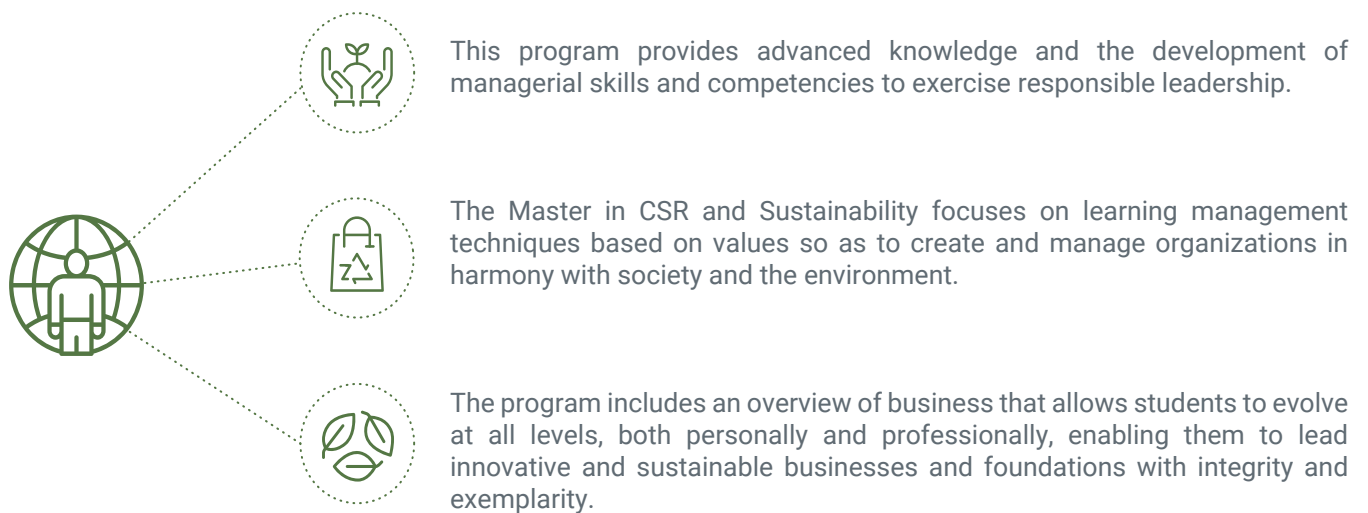 This program provides advanced knowledge and the development of
managerial skills and competencies to exercise responsible leadership.
The Master in CSR and Sustainability focuses on learning management
techniques based on values so as to create and manage organizations in
harmony with society and the environment.
The program includes an overview of business that allows students to evolve
at all levels, both personally and professionally, enabling them to lead
innovative and sustainable businesses and foundations with integrity and
exemplarity.